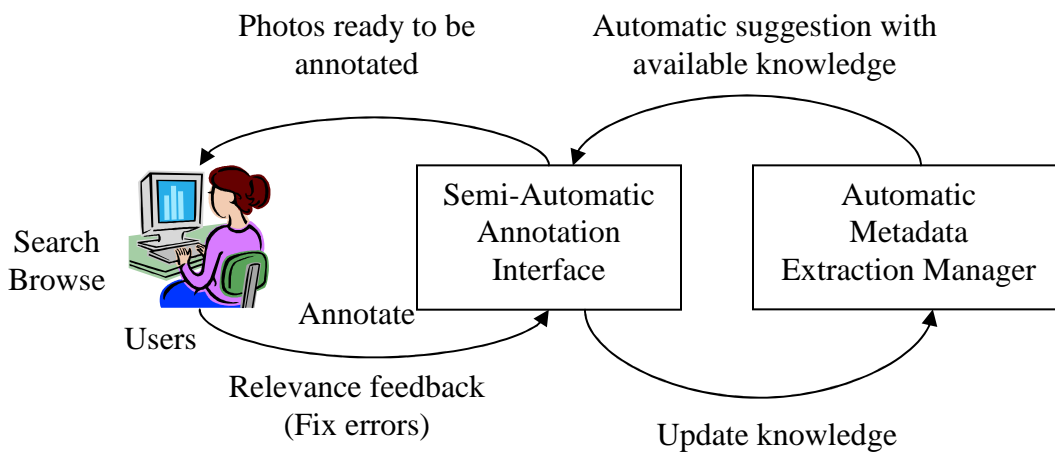 Photos ready to be
annotated
Automatic suggestion with
available knowledge
Semi-Automatic
Annotation
Interface
Automatic
Metadata
Extraction Manager
Search
Browse
Users
Annotate
Relevance feedback
(Fix errors)
Update knowledge